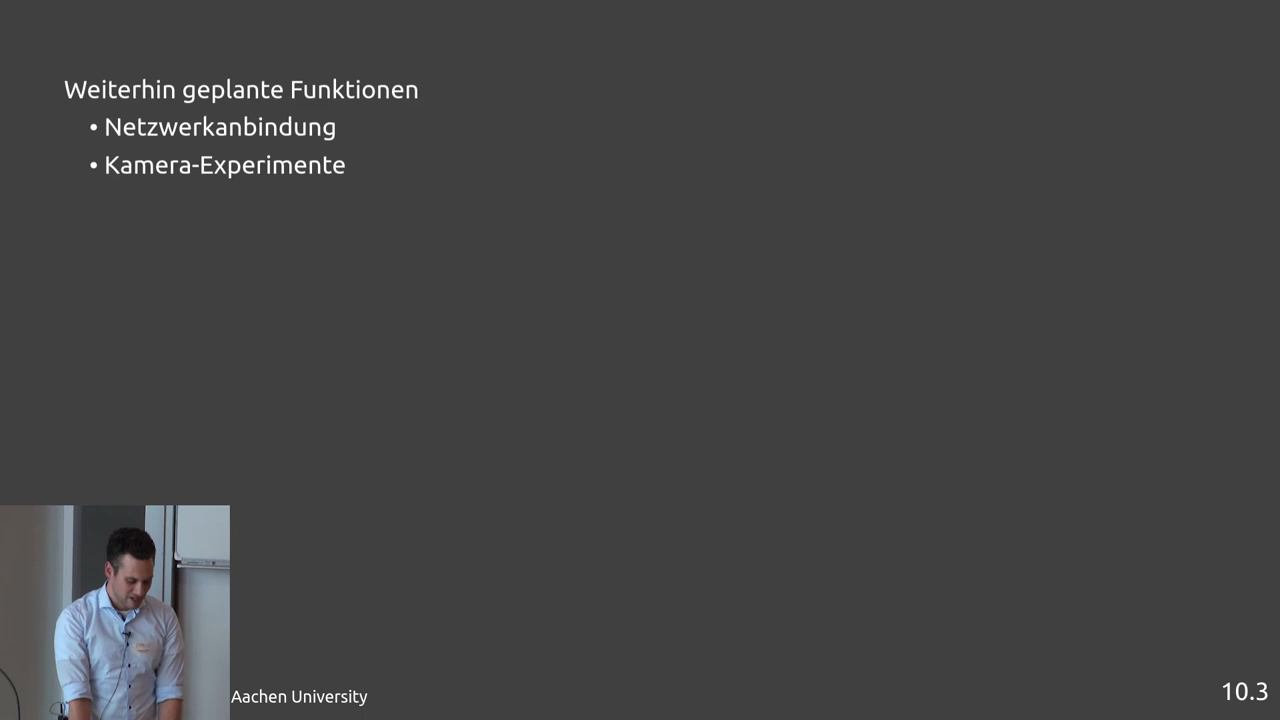 Weiterhin geplante Funktionen
• Netzwerkanbindung
• Kamera-Experimente
Aachen University
10.3